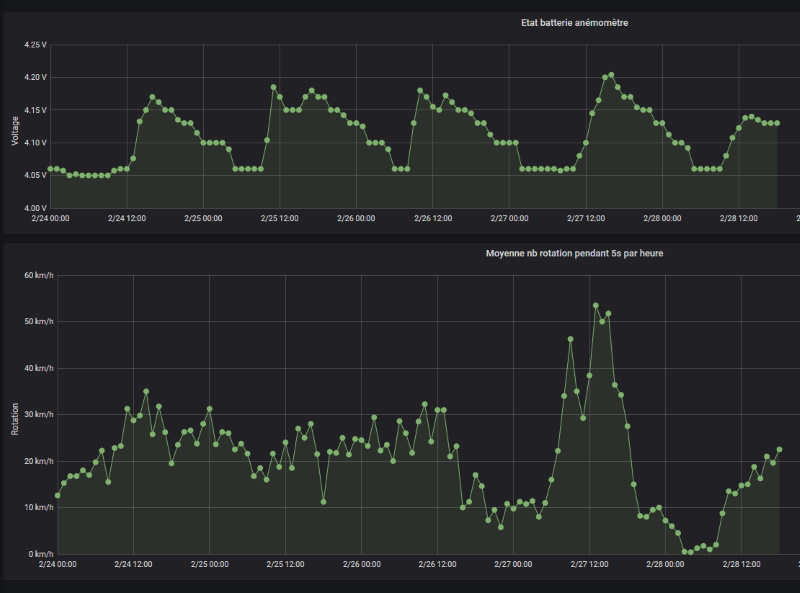 Etat batterie anémomètre
4.25 V
4.20 V
4.15 V
4.10 V
4.05 V
4.00 V
Voltage
2/24 00:00 2/24 12:00 2/25 00:00 2/25 12:00 2/26 00:00 2/26 12:00 2/27 00:00 2/27 12:00 2/28 00:00 2/28 12:00
Moyenne nb rotation pendant 5s par heure
60 km/h
50 km/h
40 km/h
30 km/h
20 km/h
10 km/h
0 km/h
Rotation
2/24 00:00 2/24 12:00 2/25 00:00 2/25 12:00 2/26 00:00 2/26 12:00 2/27 00:00 2/27 12:00 2/28 00:00 2/28 12:00